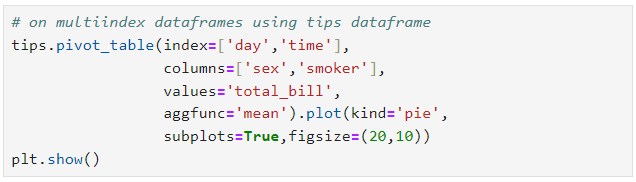 # on multiindex dataframes using tips dataframe
tips.pivot_table(index=['day','time'],
                 columns=['sex','smoker'],
                 values='total_bill',
                 aggfunc='mean').plot(kind='pie',
                 subplots=True,figsize=(20,10))
plt.show()